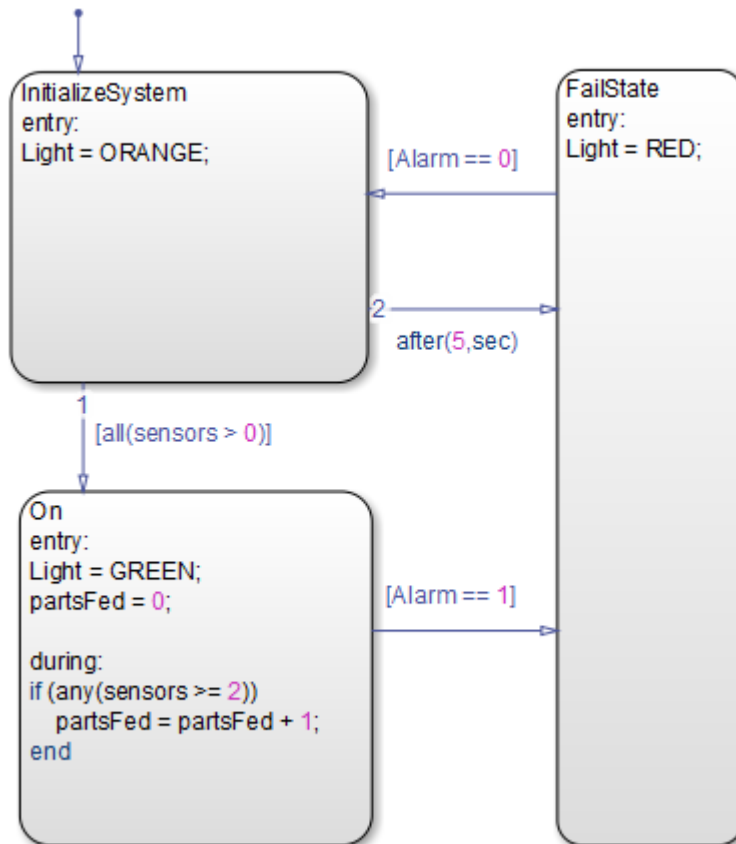 InitializeSystem
entry:
Light = ORANGE;
FailState
entry:
Light = RED;
[Alarm == 0]
2
after(5,sec)
1
[all(sensors > 0)]
On
entry:
Light = GREEN;
partsFed = 0;
during:
if (any(sensors >= 2))
partsFed = partsFed + 1;
end
[Alarm == 1]